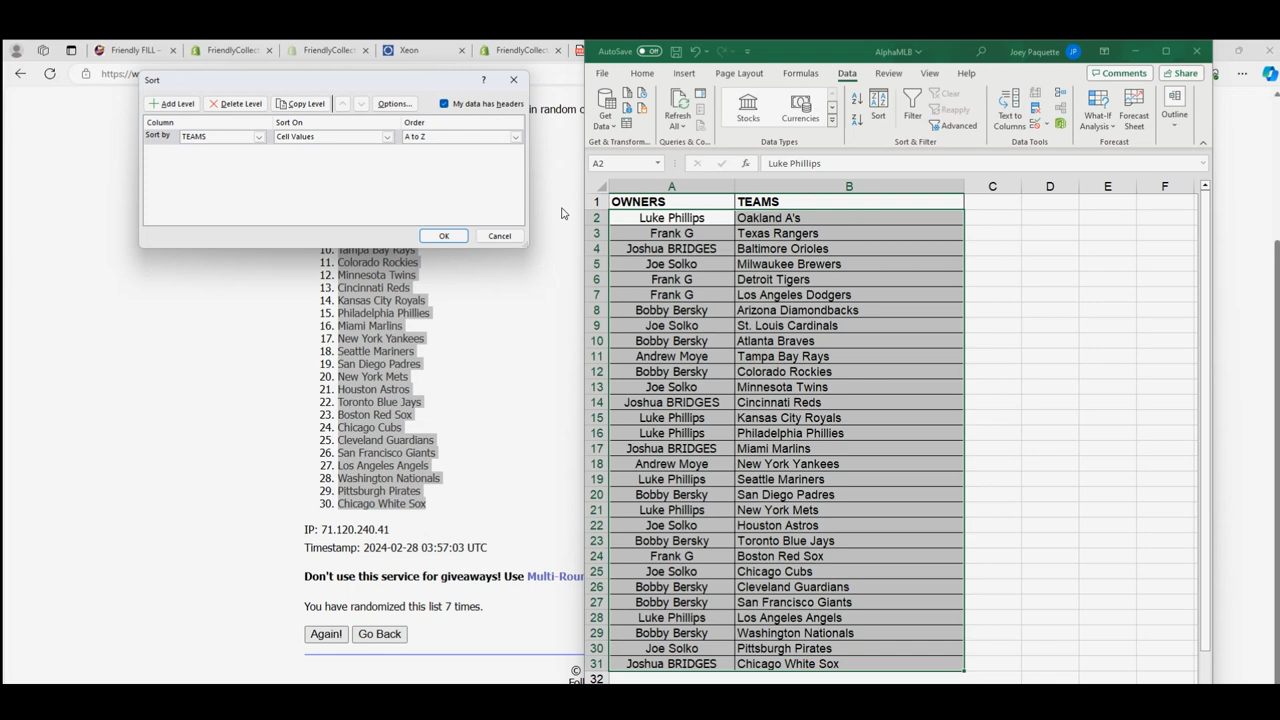 Friendly FILL -
FriendlyCollect
FriendlyCollect
Xeon
FriendlyCollect
https://w
Sort
?
Add Level
Delete Level
Copy Level
Options...
My data has headers
Column
Sort On
Order
Sort by
TEAMS
Cell Values
A to Z
OK
Cancel
in random o
10. Tampa Bay Rays
11. Colorado Rockies
12. Minnesota Twins
13. Cincinnati Reds
14. Kansas City Royals
15. Philadelphia Phillies
16. Miami Marlins
17. New York Yankees
18. Seattle Mariners
19. San Diego Padres
20. New York Mets
21. Houston Astros
22. Toronto Blue Jays
23. Boston Red Sox
24. Chicago Cubs
25. Cleveland Guardians
26. San Francisco Giants
27. Los Angeles Angels
28. Washington Nationals
29. Pittsburgh Pirates
30. Chicago White Sox
IP: 71.120.240.41
Timestamp: 2024-02-28 03:57:03 UTC
Don't use this service for giveaways! Use Multi-Roun
You have randomized this list 7 times.
Again!
Go Back
©
Foll
AutoSave Off
AlphaMLB
Joey Paquette
JP
File
Home
Insert
Page Layout
Formulas
Data
Review
View
Help
Comments
Share
Get Data
Refresh All
Stocks
Currencies
Sort
Filter
Clear
Reapply
Advanced
Text to Columns
What-If Analysis
Forecast Sheet
Outline
Get & Transform...
Queries & Co...
Data Types
Sort & Filter
Data Tools
Forecast
A2
fx
Luke Phillips
A B C D E F
1 OWNERS TEAMS
2 Luke Phillips Oakland A's
3 Frank G Texas Rangers
4 Joshua BRIDGES Baltimore Orioles
5 Joe Solko Milwaukee Brewers
6 Frank G Detroit Tigers
7 Frank G Los Angeles Dodgers
8 Bobby Bersky Arizona Diamondbacks
9 Joe Solko St. Louis Cardinals
10 Bobby Bersky Atlanta Braves
11 Andrew Moye Tampa Bay Rays
12 Bobby Bersky Colorado Rockies
13 Joe Solko Minnesota Twins
14 Joshua BRIDGES Cincinnati Reds
15 Luke Phillips Kansas City Royals
16 Luke Phillips Philadelphia Phillies
17 Joshua BRIDGES Miami Marlins
18 Andrew Moye New York Yankees
19 Luke Phillips Seattle Mariners
20 Bobby Bersky San Diego Padres
21 Luke Phillips New York Mets
22 Joe Solko Houston Astros
23 Bobby Bersky Toronto Blue Jays
24 Frank G Boston Red Sox
25 Joe Solko Chicago Cubs
26 Bobby Bersky Cleveland Guardians
27 Bobby Bersky San Francisco Giants
28 Luke Phillips Los Angeles Angels
29 Bobby Bersky Washington Nationals
30 Joe Solko Pittsburgh Pirates
31 Joshua BRIDGES Chicago White Sox
32